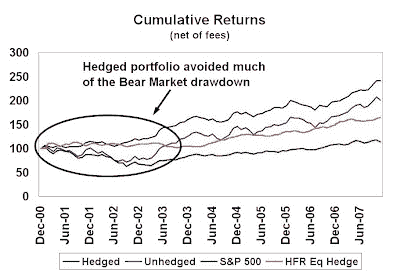 Cumulative Returns
(net of fees)
300
250
200
150
100
50
0
Hedged portfolio avoided much
of the Bear Market drawdown
Dec-00
Jun-01
Dec-01
Jun-02
Dec-02
Jun-03
Dec-03
Jun-04
Dec-04
Jun-05
Dec-05
Jun-06
Dec-06
Jun-07
Hedged Unhedged S&P 500 HFR Eq Hedge